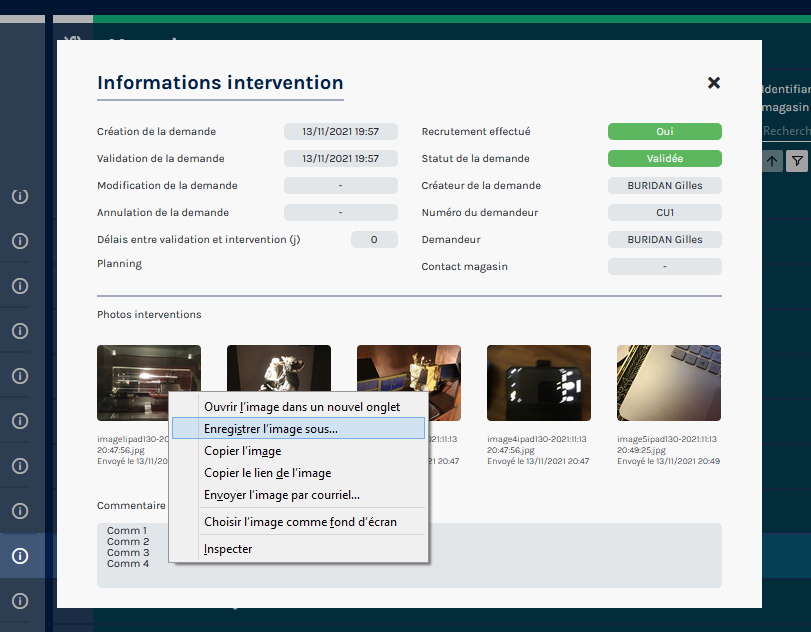 Identifian
magasin
Recherch
Informations intervention
Création de la demande
13/11/2021 19:57
Recrutement effectué
Oui
Validation de la demande
13/11/2021 19:57
Statut de la demande
Validée
Modification de la demande
-
Créateur de la demande
BURIDAN Gilles
Annulation de la demande
-
Numéro du demandeur
CU1
Délais entre validation et intervention (j)
0
Demandeur
BURIDAN Gilles
Planning
Contact magasin
-
Photos interventions
image1ipad130-20
20:47:56.jpg
Envoyé le 13/11/20
021:11:13
21 20:47
image4ipad130-2021:11:13
20:47:56.jpg
Envoyé le 13/11/2021 20:47
image5ipad130-2021:11:13
20:49:25.jpg
Envoyé le 13/11/2021 20:49
Ouvrir l'image dans un nouvel onglet
Enregistrer l'image sous...
Copier l'image
Copier le lien de l'image
Envoyer l'image par courriel...
Choisir l'image comme fond d'écran
Inspecter
Commentaire
Comm 1
Comm 2
Comm 3
Comm 4